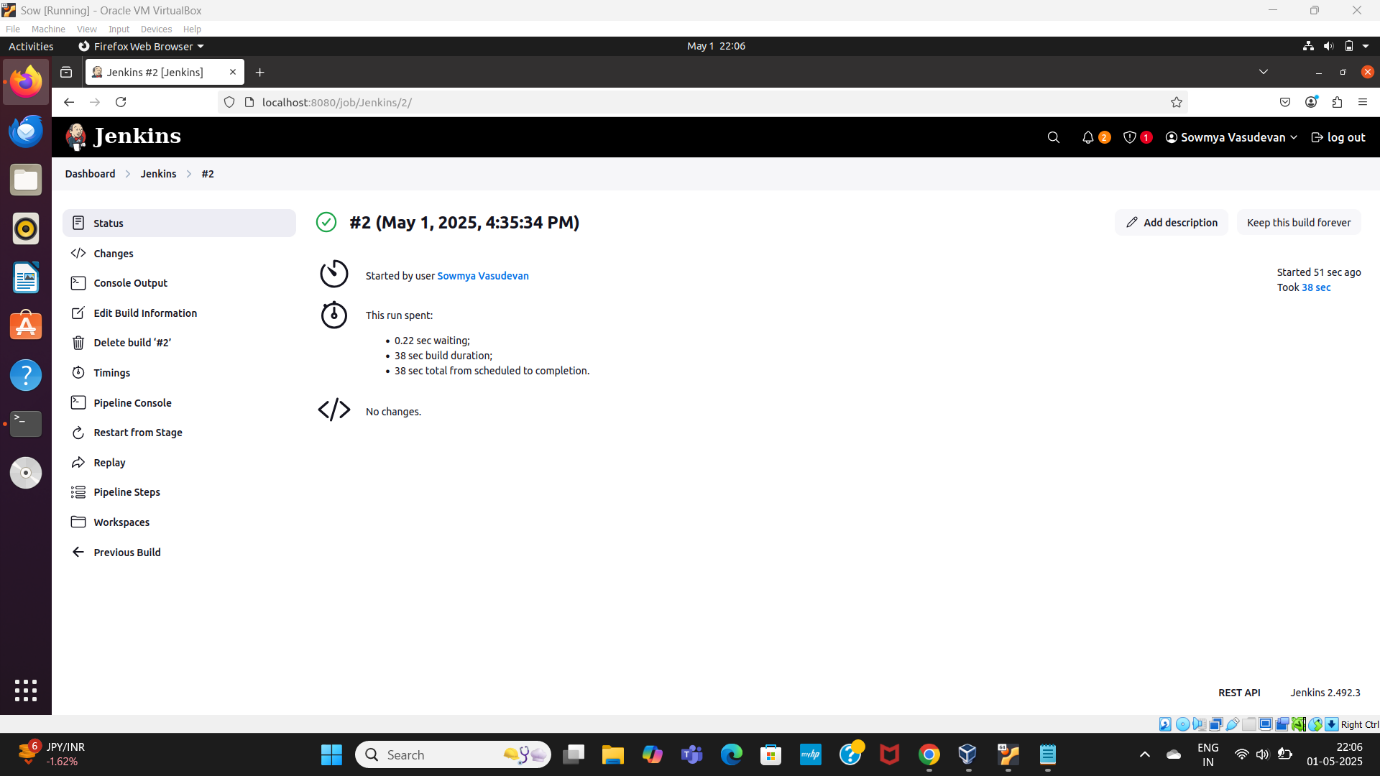 Sow [Running] - Oracle VM VirtualBox
File Machine View Input Devices Help
Activities Firefox Web Browser May 1 22:06
Jenkins #2 [Jenkins]
localhost:8080/job/Jenkins/2/
Jenkins 2 1 Sowmya Vasudevan log out
Dashboard Jenkins #2
Status
Changes
Console Output
Edit Build Information
Delete build ‘#2’
Timings
Pipeline Console
Restart from Stage
Replay
Pipeline Steps
Workspaces
Previous Build
#2 (May 1, 2025, 4:35:34 PM)
Add description Keep this build forever
Started by user Sowmya Vasudevan
Started 51 sec ago
Took 38 sec
This run spent:
0.22 sec waiting;
38 sec build duration;
38 sec total from scheduled to completion.
No changes.
REST API Jenkins 2.492.3
Right Ctrl
6 JPY/INR
-1.62%
Search
ENG
IN
22:06
01-05-2025